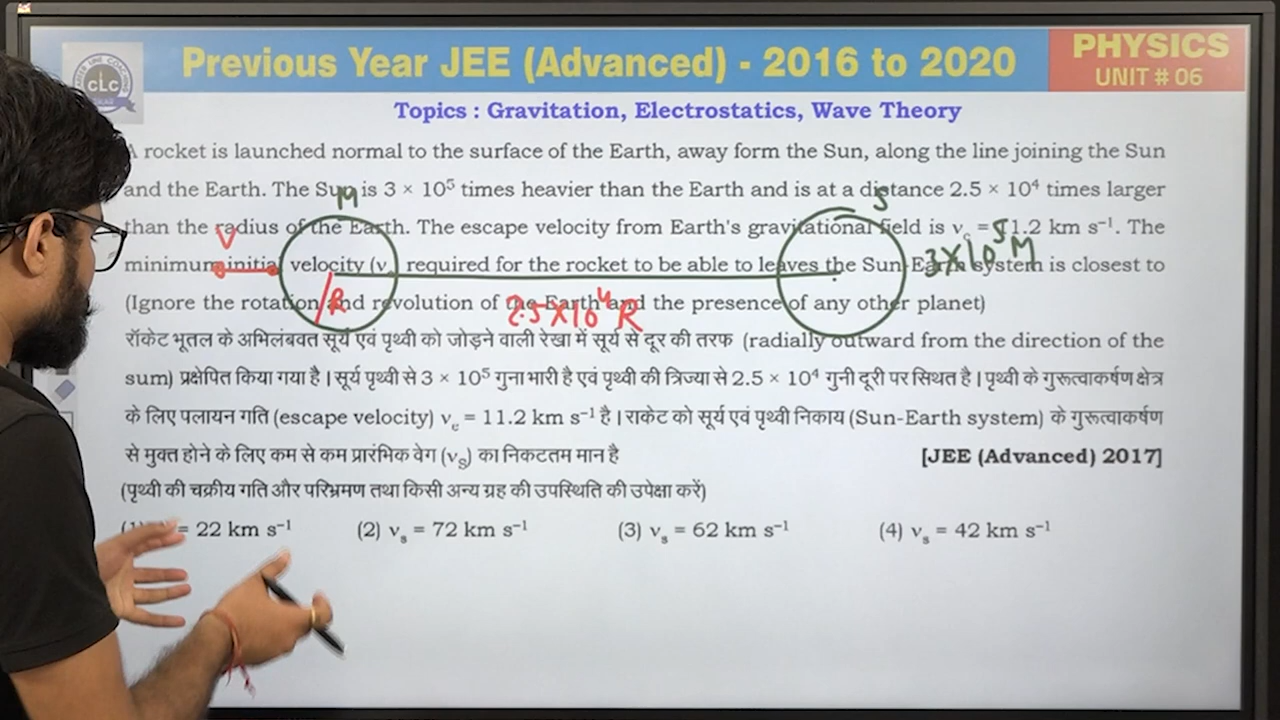 Previous Year JEE (Advanced) - 2016 to 2020
PHYSICS
UNIT # 06
CLC
Topics : Gravitation, Electrostatics, Wave Theory
rocket is launched normal to the surface of the Earth, away form the Sun, along the line joining the Sun
and the Earth. The Sun is 3 × 10⁵ times heavier than the Earth and is at a distance 2.5 × 10⁴ times larger
than the radius of the Earth. The escape velocity from Earth's gravitational field is vₑ = 11.2 km s⁻¹. The
minimum initial velocity (v required for the rocket to be able to leaves the Sun-Earth system is closest to
(Ignore the rotation and revolution of the Earth and the presence of any other planet)
M
S
V
3×10⁵M
R
2.5×10⁴R
रॉकेट भूतल के अभिलंबवत सूर्य एवं पृथ्वी को जोड़ने वाली रेखा में सूर्य से दूर की तरफ (radially outward from the direction of the
sum) प्रक्षेपित किया गया है। सूर्य पृथ्वी से 3 × 10⁵ गुना भारी है एवं पृथ्वी की त्रिज्या से 2.5 × 10⁴ गुनी दूरी पर सिथत है। पृथ्वी के गुरूत्वाकर्षण क्षेत्र
के लिए पलायन गति (escape velocity) vₑ = 11.2 km s⁻¹ है। राकेट को सूर्य एवं पृथ्वी निकाय (Sun-Earth system) के गुरूत्वाकर्षण
से मुक्त होने के लिए कम से कम प्रारंभिक वेग (vS) का निकटतम मान है
[JEE (Advanced) 2017]
(पृथ्वी की चक्रीय गति और परिभ्रमण तथा किसी अन्य ग्रह की उपस्थिति की उपेक्षा करें)
= 22 km s⁻¹ (2) vₛ = 72 km s⁻¹ (3) vₛ = 62 km s⁻¹ (4) vₛ = 42 km s⁻¹